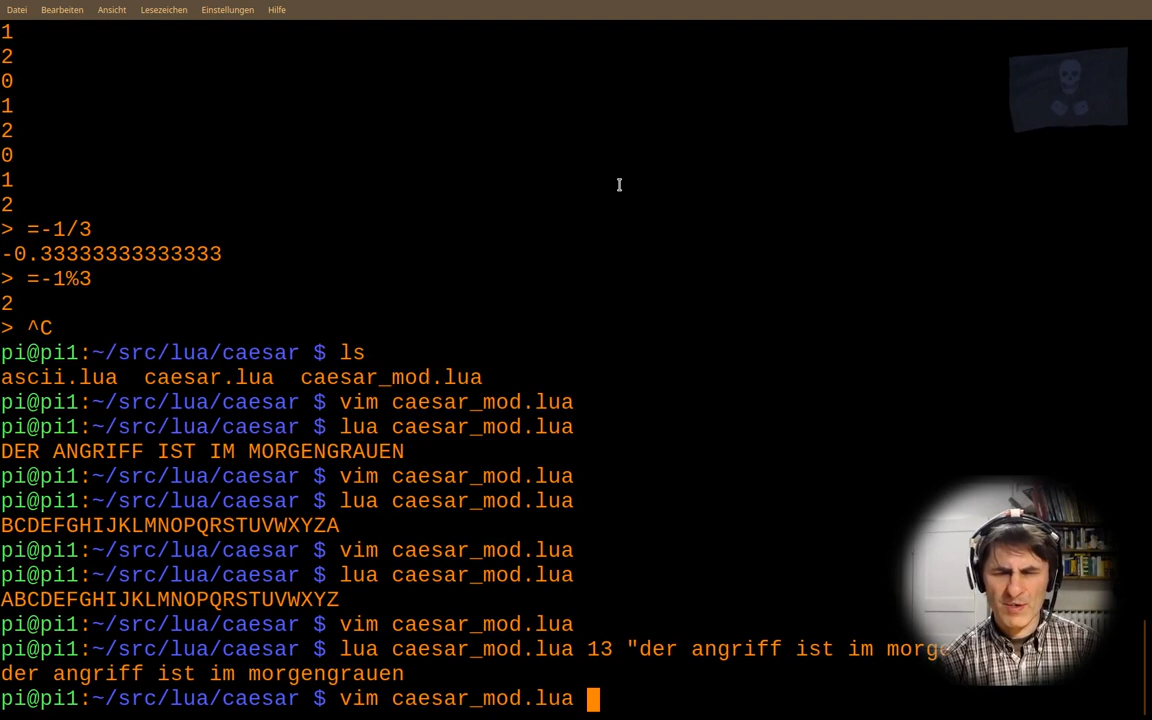 Datei Bearbeiten Ansicht Lesezeichen Einstellungen Hilfe
1
2
0
1
2
0
1
2
> =-1/3
-0.33333333333333
> =-1%3
2
> ^C
pi@pi1:~/src/lua/caesar $ ls
ascii.lua caesar.lua caesar_mod.lua
pi@pi1:~/src/lua/caesar $ vim caesar_mod.lua
pi@pi1:~/src/lua/caesar $ lua caesar_mod.lua
DER ANGRIFF IST IM MORGENGRAUEN
pi@pi1:~/src/lua/caesar $ vim caesar_mod.lua
pi@pi1:~/src/lua/caesar $ lua caesar_mod.lua
BCDEFGHIJKLMNOPQRSTUVWXYZA
pi@pi1:~/src/lua/caesar $ vim caesar_mod.lua
pi@pi1:~/src/lua/caesar $ lua caesar_mod.lua
ABCDEFGHIJKLMNOPQRSTUVWXYZ
pi@pi1:~/src/lua/caesar $ vim caesar_mod.lua
pi@pi1:~/src/lua/caesar $ lua caesar_mod.lua 13 "der angriff ist im
der angriff ist im morgengrauen
pi@pi1:~/src/lua/caesar $ vim caesar_mod.lua